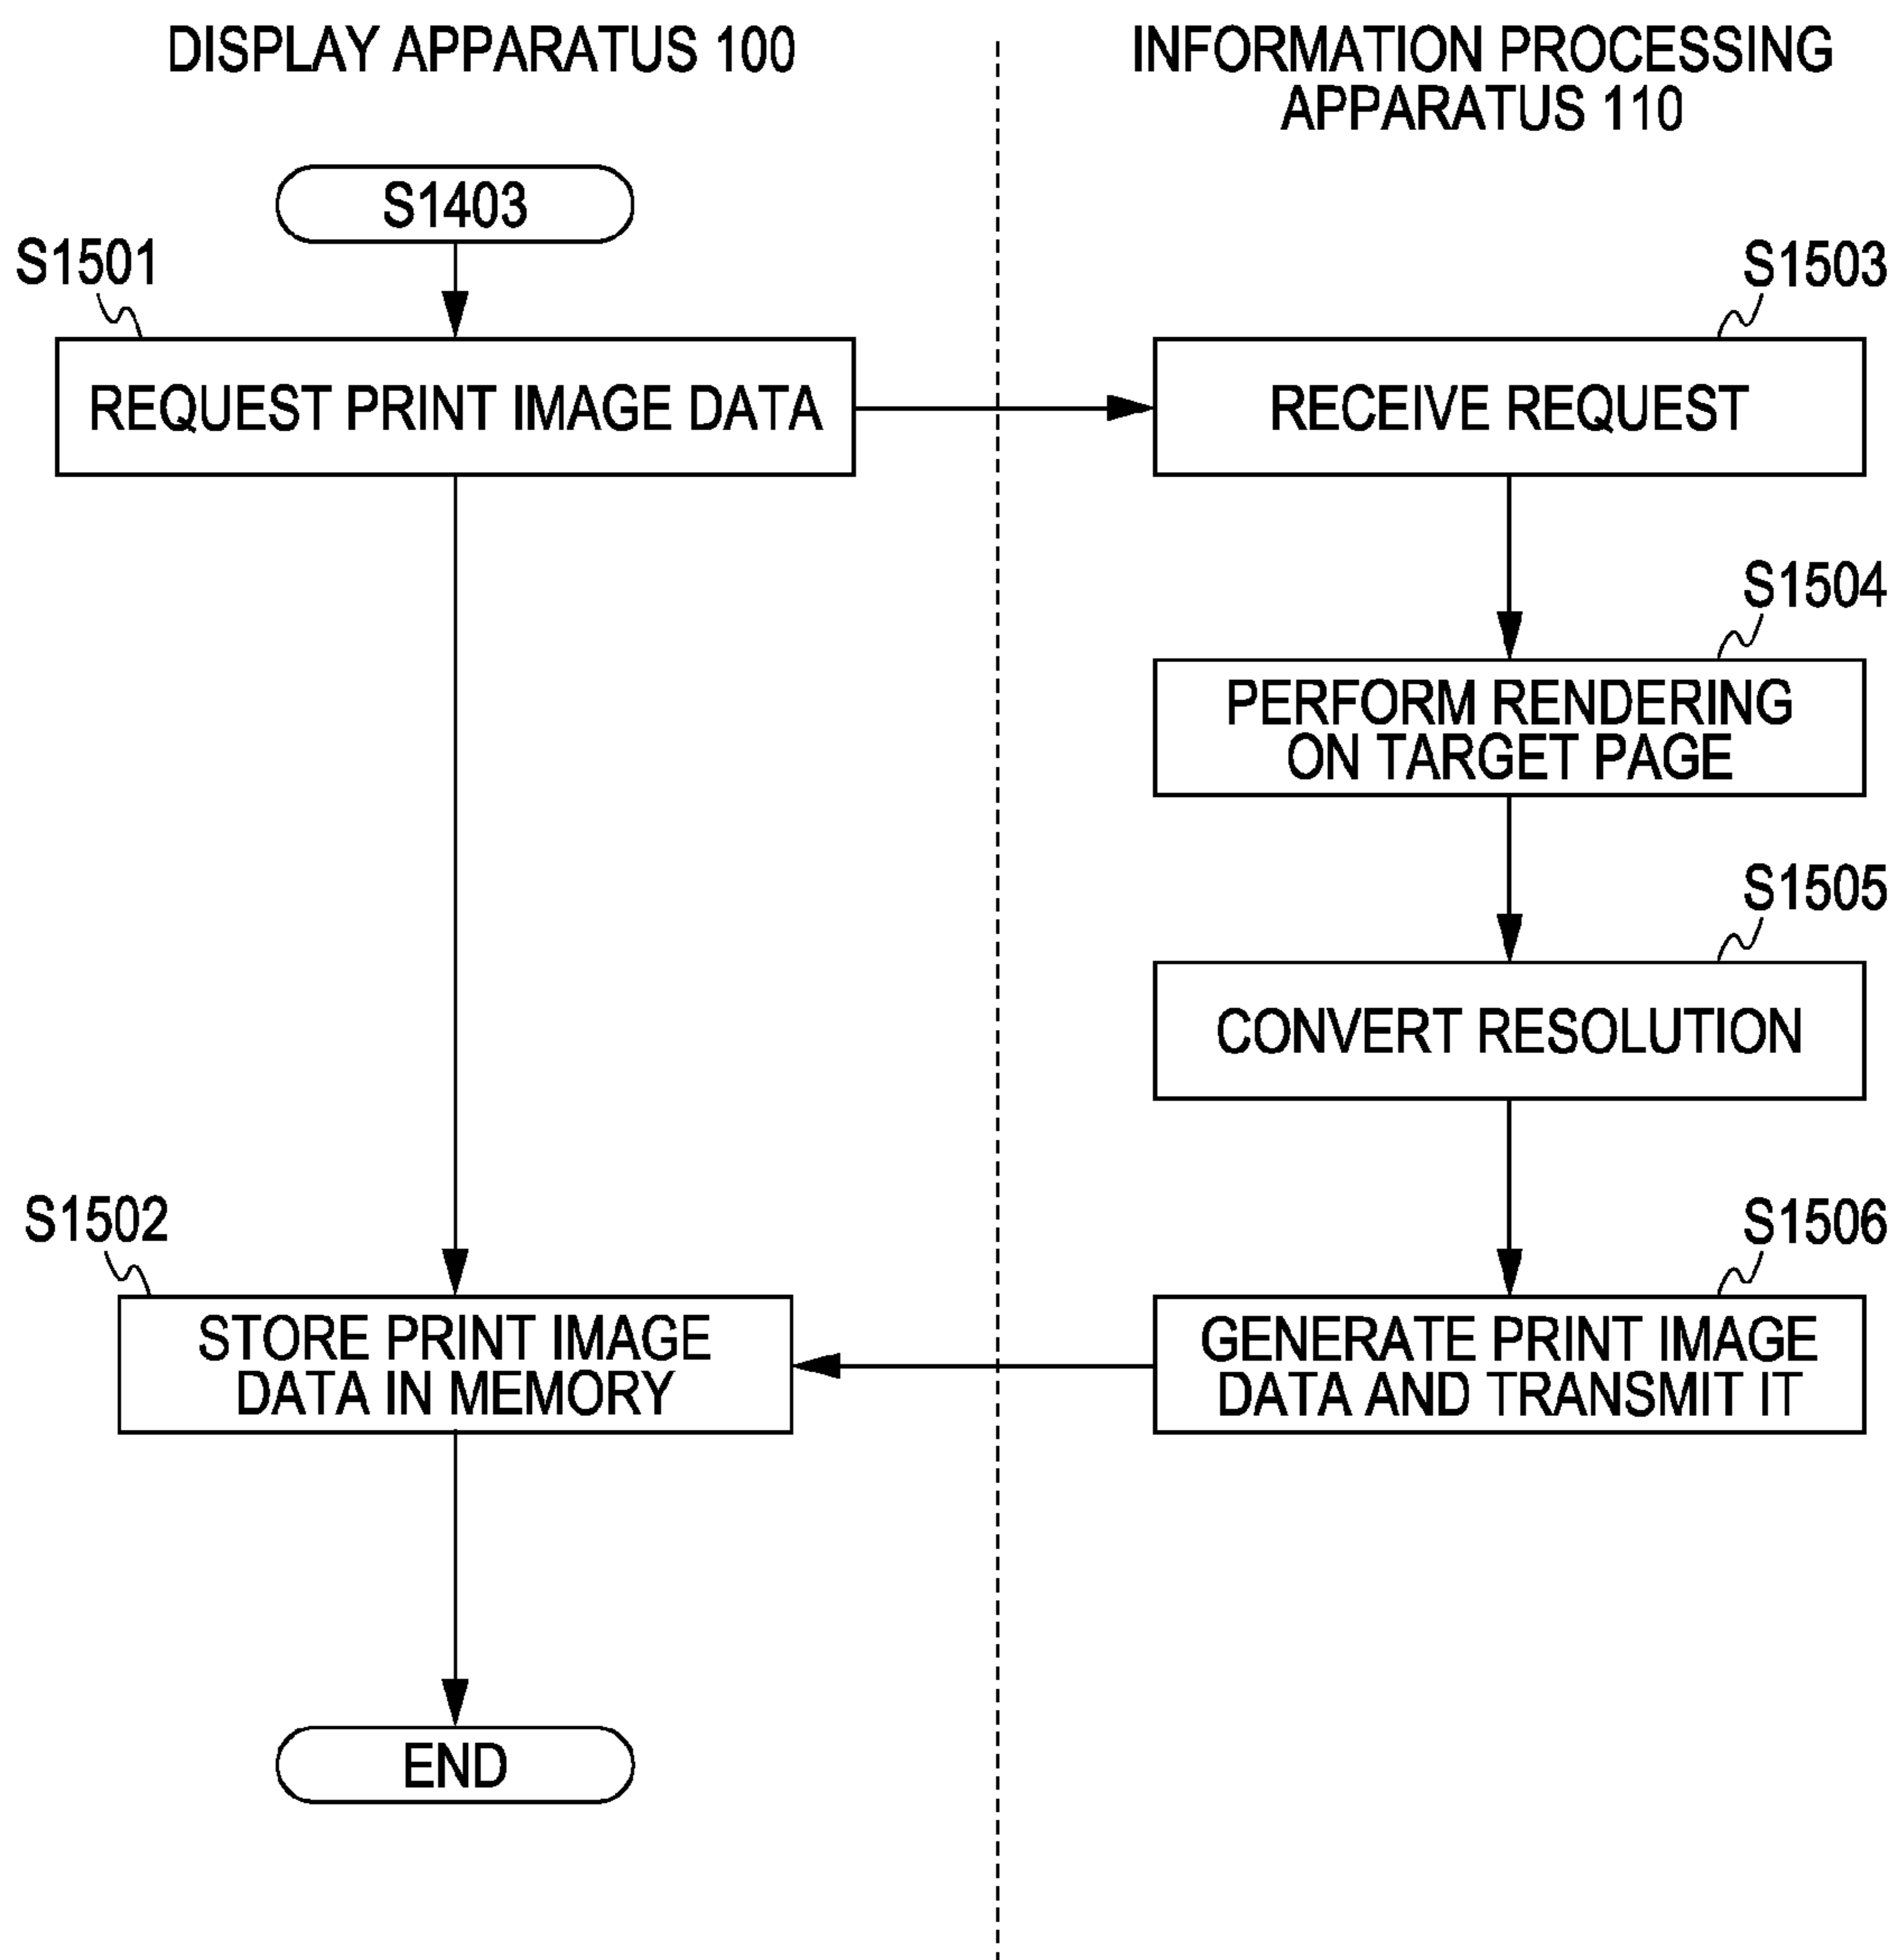 DISPLAY APPARATUS 100
INFORMATION PROCESSING
APPARATUS 110
S1403
S1501
REQUEST PRINT IMAGE DATA
S1503
RECEIVE REQUEST
S1504
PERFORM RENDERING
ON TARGET PAGE
S1505
CONVERT RESOLUTION
S1502
STORE PRINT IMAGE
DATA IN MEMORY
S1506
GENERATE PRINT IMAGE
DATA AND TRANSMIT IT
END